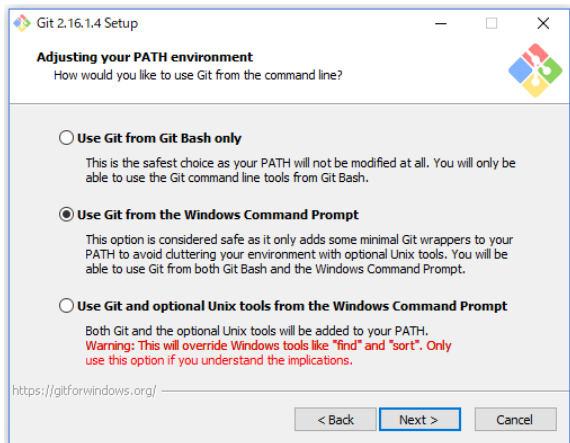 Git 2.16.1.4 Setup
Adjusting your PATH environment
How would you like to use Git from the command line?
Use Git from Git Bash only
This is the safest choice as your PATH will not be modified at all. You will only be
able to use the Git command line tools from Git Bash.
Use Git from the Windows Command Prompt
This option is considered safe as it only adds some minimal Git wrappers to your
PATH to avoid cluttering your environment with optional Unix tools. You will be
able to use Git from both Git Bash and the Windows Command Prompt.
Use Git and optional Unix tools from the Windows Command Prompt
Both Git and the optional Unix tools will be added to your PATH.
Warning: This will override Windows tools like "find" and "sort". Only
use this option if you understand the implications.
https://gitforwindows.org/
< Back Next > Cancel